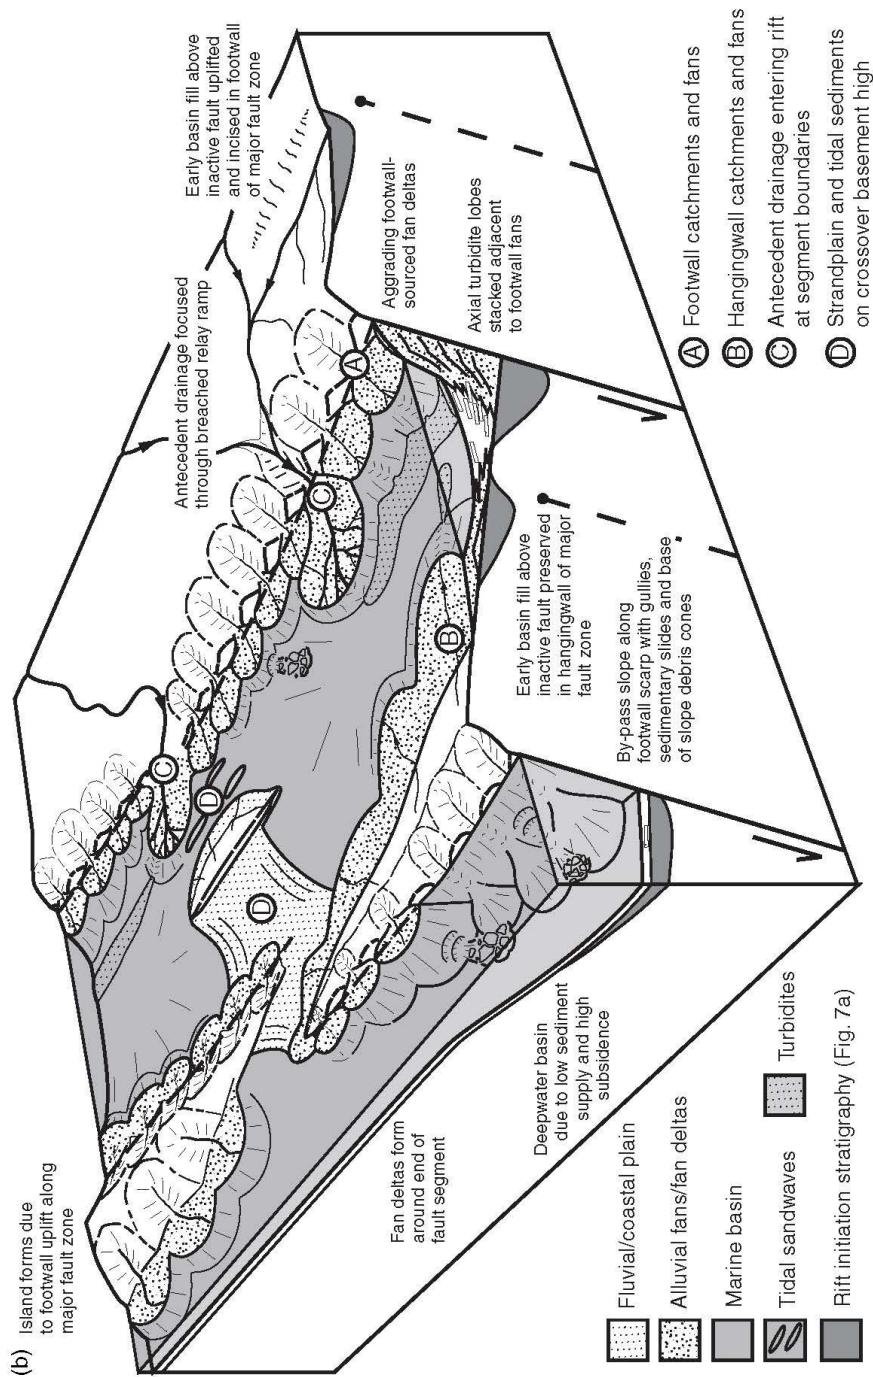 (b)
Island forms due
to footwall uplift along
major fault zone
Antecedent drainage focused
through breached relay ramp
Early basin fill above
inactive fault uplifted
and incised in footwall
of major fault zone
Aggrading footwall-
sourced fan deltas
Axial turbidite lobes
stacked adjacent
to footwall fans
Early basin fill above
inactive fault preserved
in hangingwall of major
fault zone
By-pass slope along
footwall scarp with gullies,
sedimentary slides and base
of slope debris cones
Fan deltas form
around end of
fault segment
Deepwater basin
due to low sediment
supply and high
subsidence
A
B
C
C
D
D
Fluvial/coastal plain
Alluvial fans/fan deltas
Marine basin
Tidal sandwaves
Turbidites
Rift initiation stratigraphy (Fig. 7a)
A Footwall catchments and fans
B Hangingwall catchments and fans
C Antecedent drainage entering rift
at segment boundaries
D Strandplain and tidal sediments
on crossover basement high